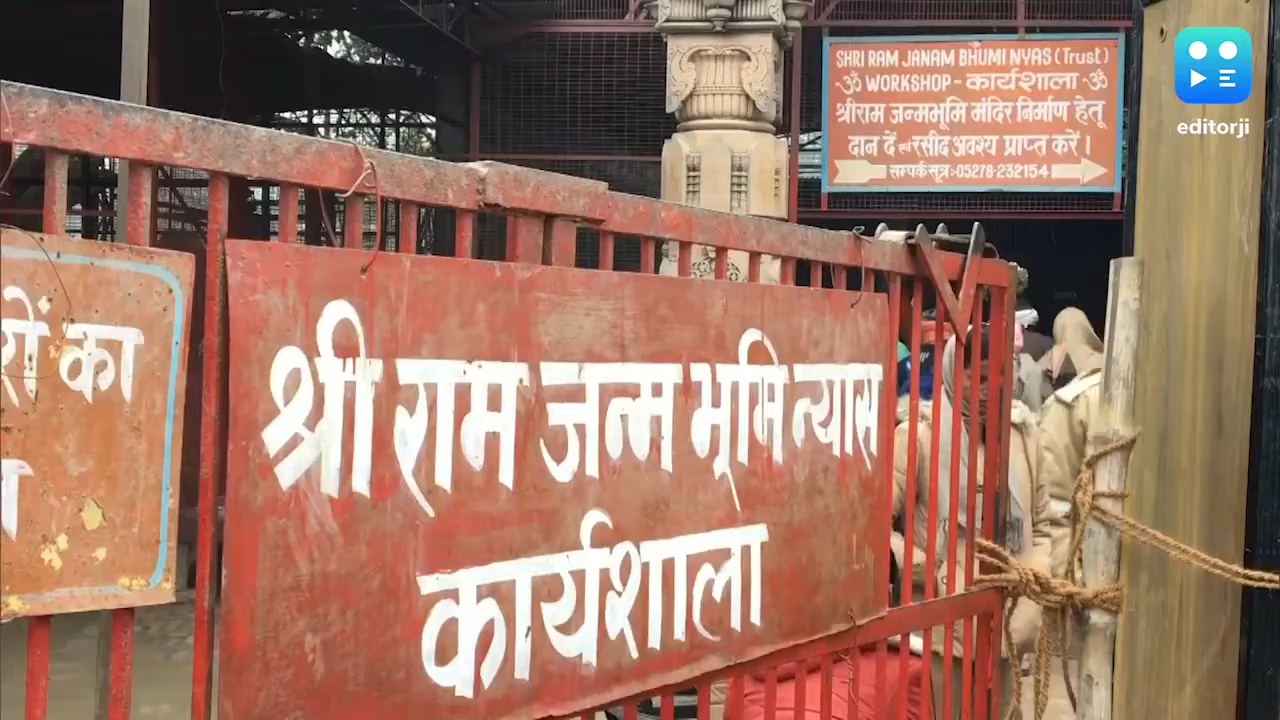 SHRI RAM JANAM BHUMI NYAS (Trust)
ॐ WORKSHOP - कार्यशाला ॐ
श्रीराम जन्मभूमि मंदिर निर्माण हेतू
दान दें एवं रसीद अवश्य प्राप्त करें।
सम्पर्क सूत्र:-05278-232154
editorji
श्री राम जन्म भूमि न्यास
कार्यशाला
का